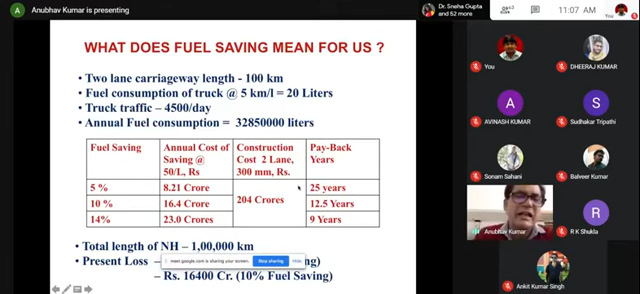 A Anubhav Kumar is presenting
Dr. Sneha Gupta
and 52 more
11:07 AM
WHAT DOES FUEL SAVING MEAN FOR US ?
• Two lane carriageway length - 100 km
• Fuel consumption of truck @ 5 km/l = 20 Liters
• Truck traffic – 4500/day
• Annual Fuel consumption = 32850000 liters
Fuel Saving Annual Cost of Saving @ 50/L, Rs Construction Cost 2 Lane, 300 mm, Rs. Pay-Back Years
5 % 8.21 Crore 204 Crores 25 years
10 % 16.4 Crore 12.5 Years
14% 23.0 Crores 9 Years
• Total length of NH – 1,00,000 km
• Present Loss –
meet.google.com is sharing your screen. Stop sharing Hide
– Rs. 16400 Cr. (10% Fuel Saving)
You
DHEERAJ KUMAR
A
AVINASH KUMAR
S
Sudhakar Tripathi
Sonam Sahani
Balveer Kumar
Anubhav Kumar
R
R K Shukla
Ankit Kumar Singh